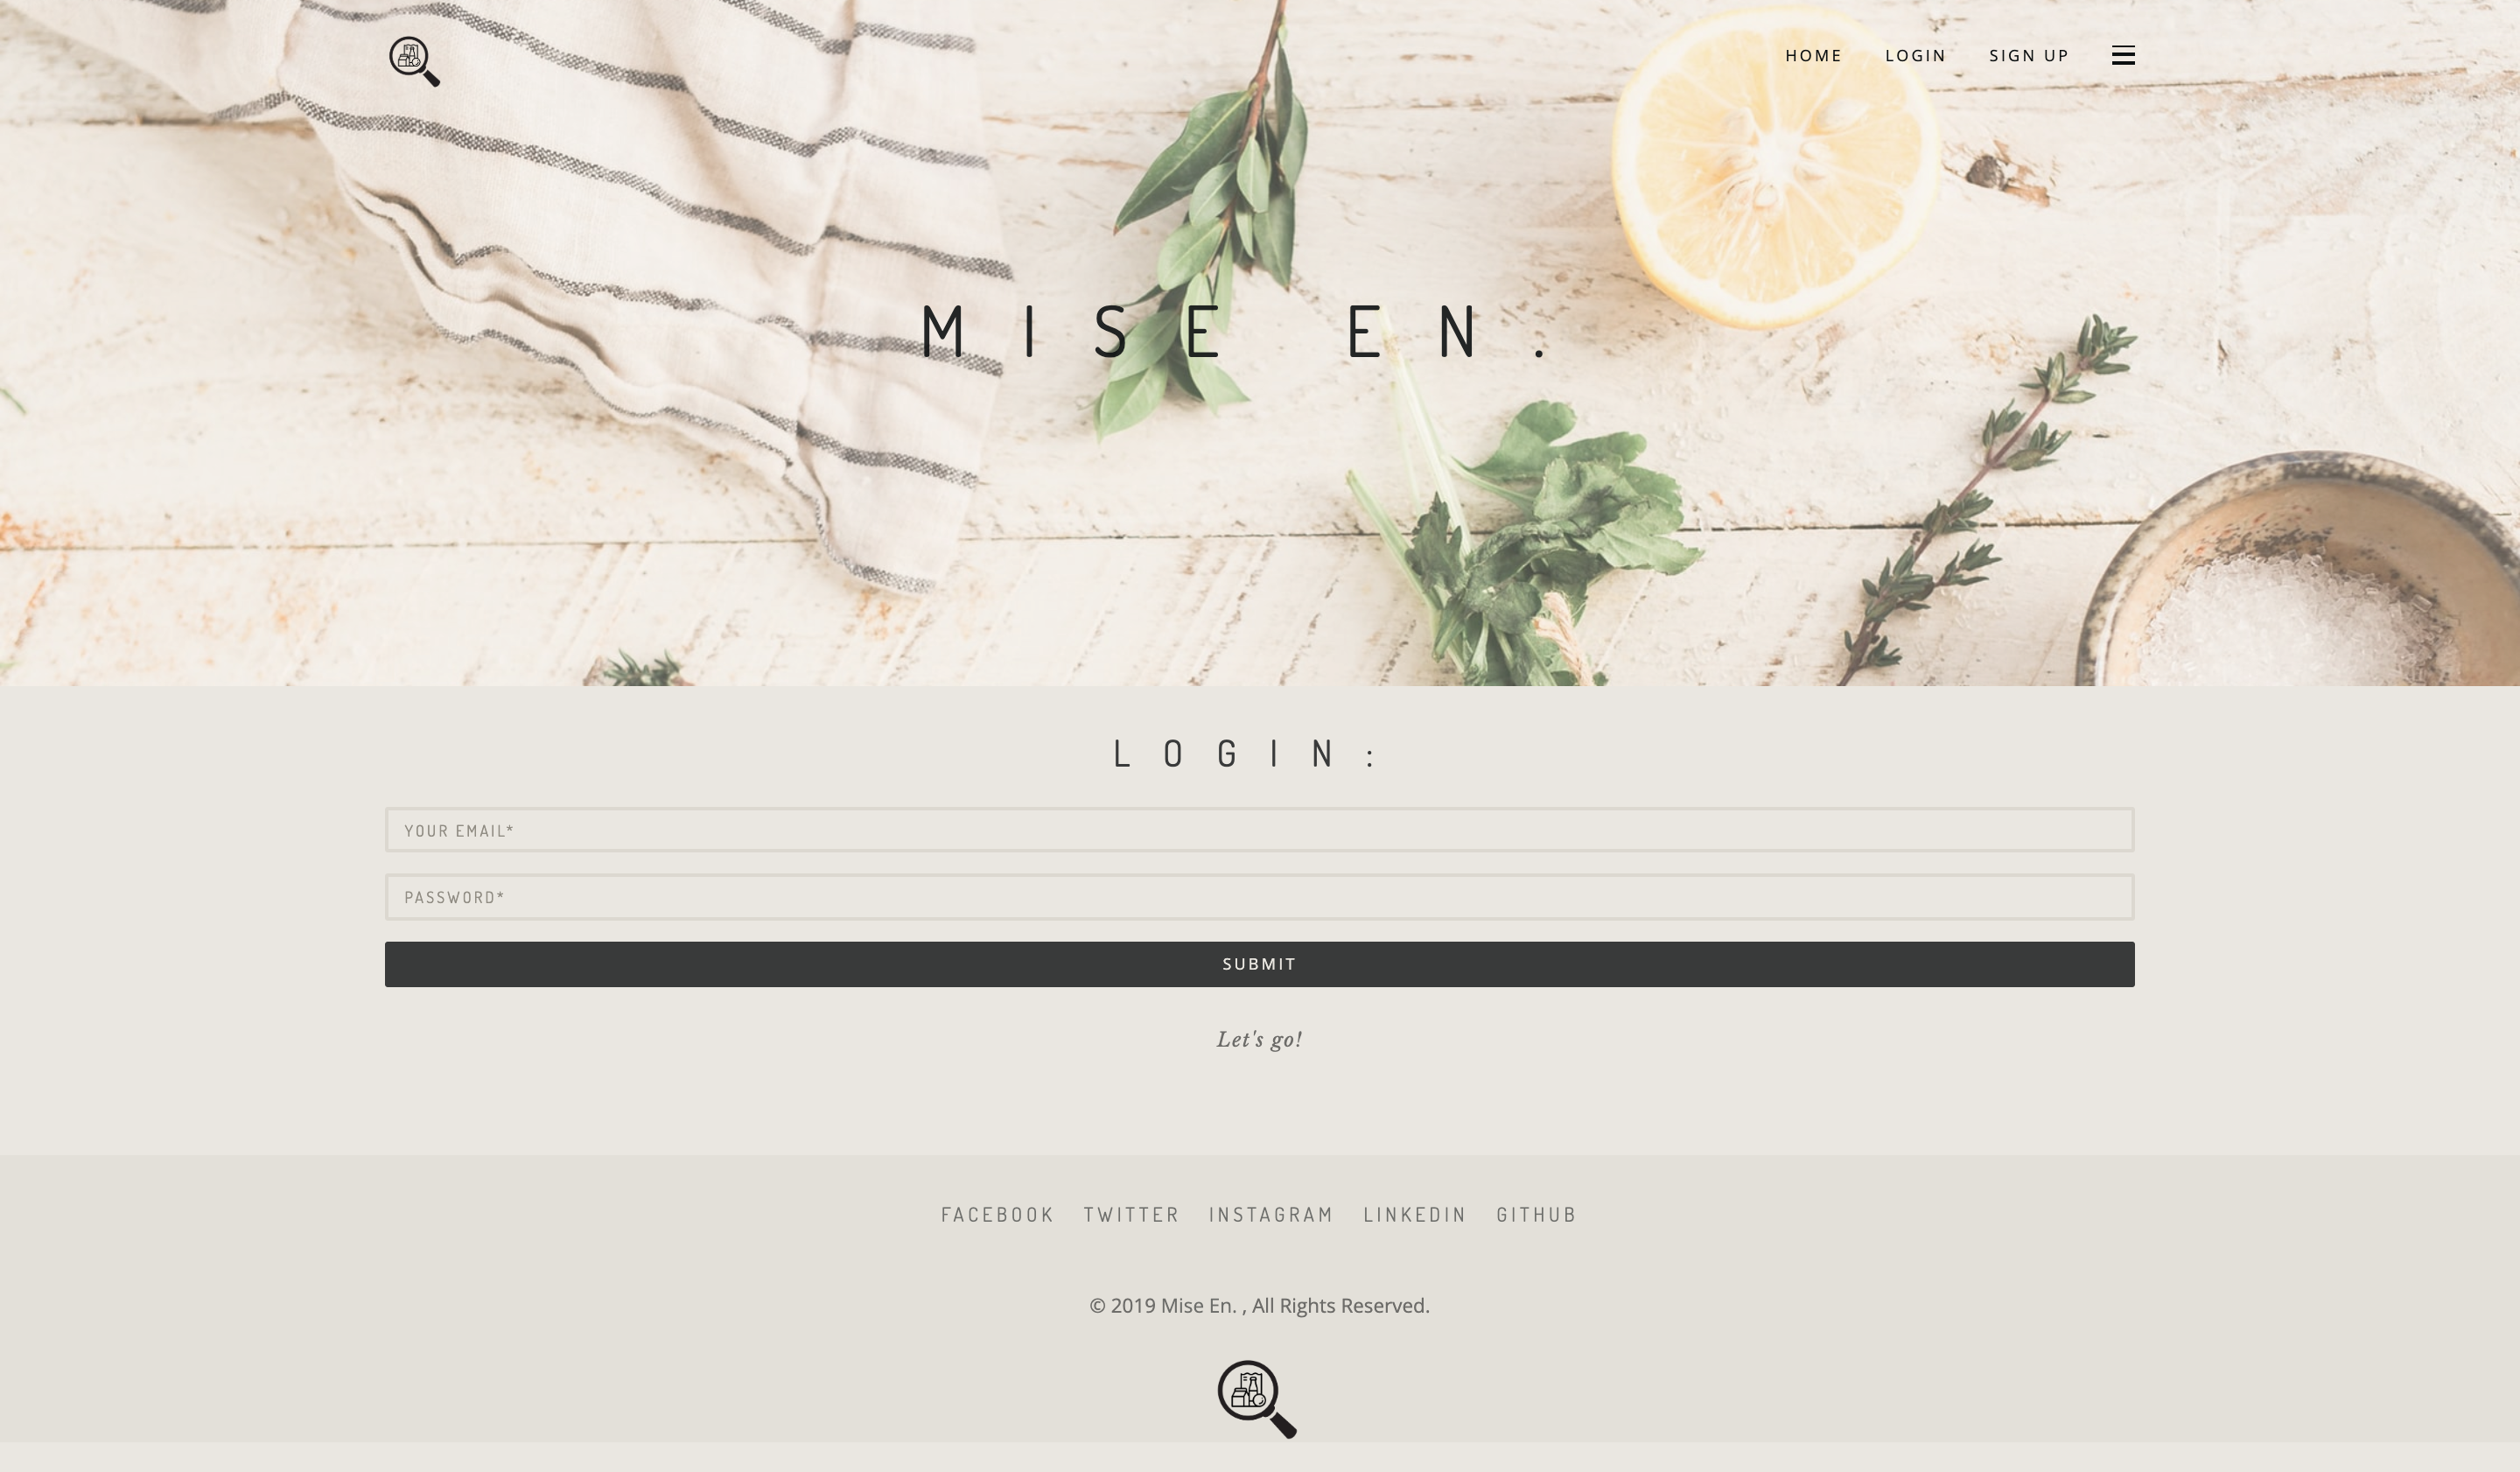 HOME LOGIN SIGN UP
MISE EN.
LOGIN:
YOUR EMAIL*
PASSWORD*
SUBMIT
Let's go!
FACEBOOK TWITTER INSTAGRAM LINKEDIN GITHUB
© 2019 Mise En. , All Rights Reserved.